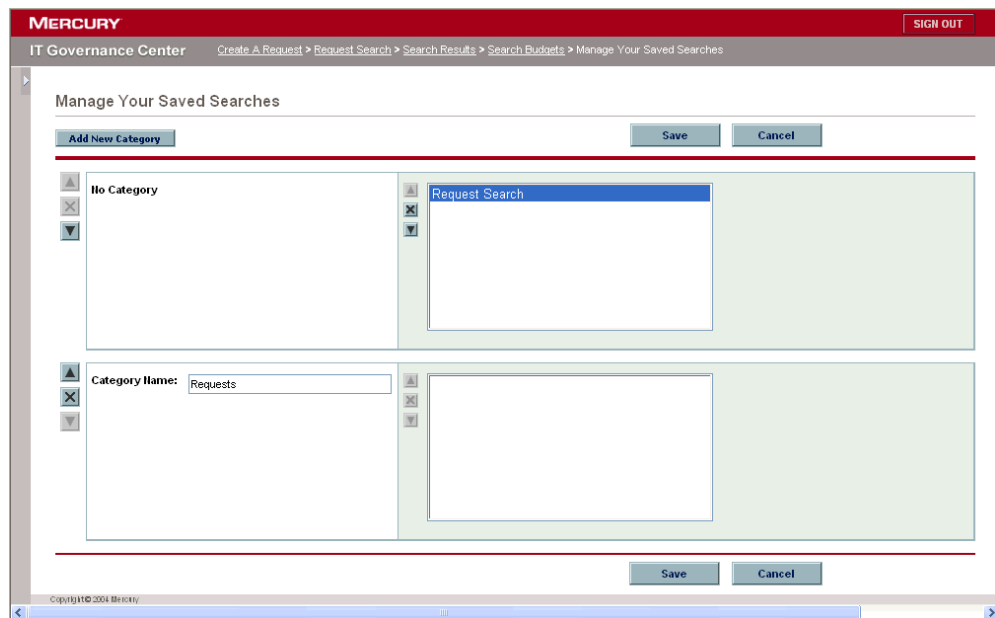 MERCURY
SIGN OUT
IT Governance Center
Create A Request > Request Search > Search Results > Search Budgets > Manage Your Saved Searches
Manage Your Saved Searches
Add New Category
Save
Cancel
No Category
Request Search
Category Name:
Requests
Save
Cancel
Copyright © 2004 Mercury